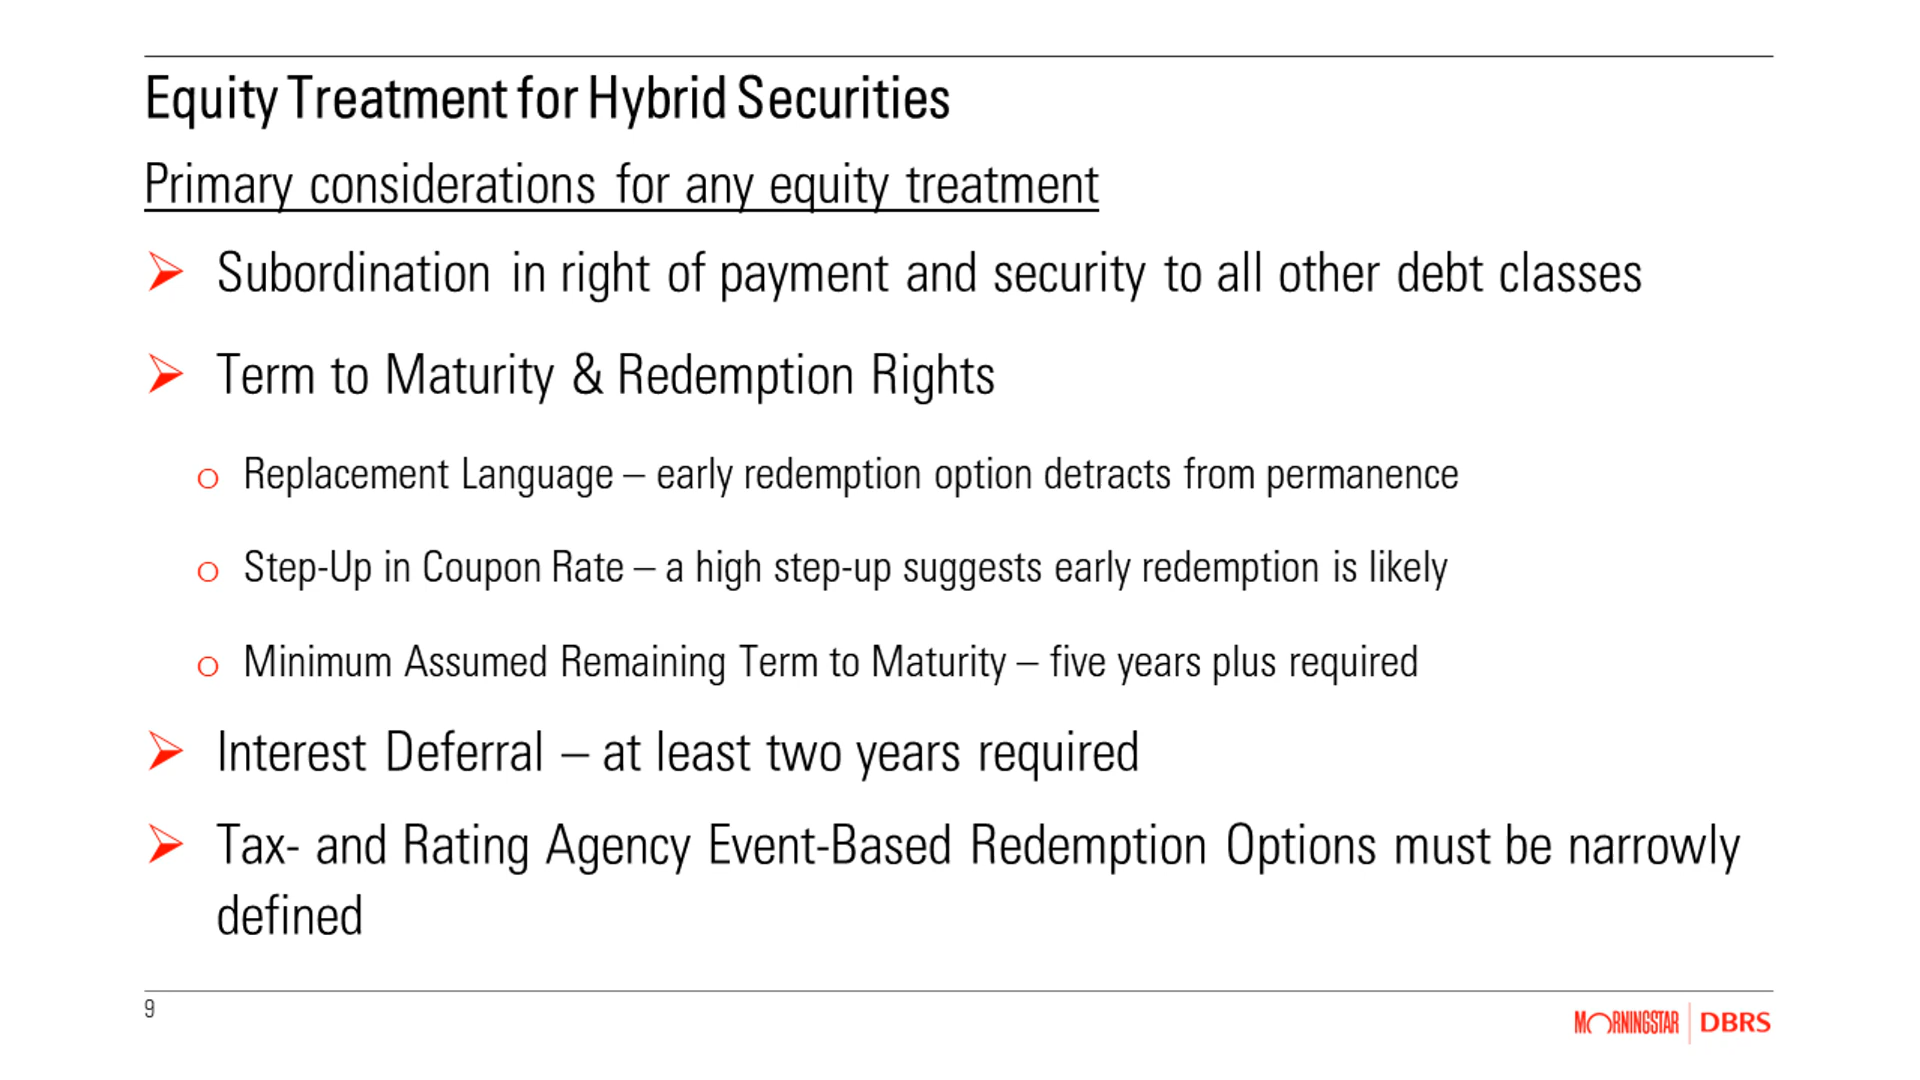 Equity Treatment for Hybrid Securities
Primary considerations for any equity treatment
Subordination in right of payment and security to all other debt classes
Term to Maturity & Redemption Rights
Replacement Language – early redemption option detracts from permanence
Step-Up in Coupon Rate – a high step-up suggests early redemption is likely
Minimum Assumed Remaining Term to Maturity – five years plus required
Interest Deferral – at least two years required
Tax- and Rating Agency Event-Based Redemption Options must be narrowly
defined
9
MORNINGSTAR | DBRS